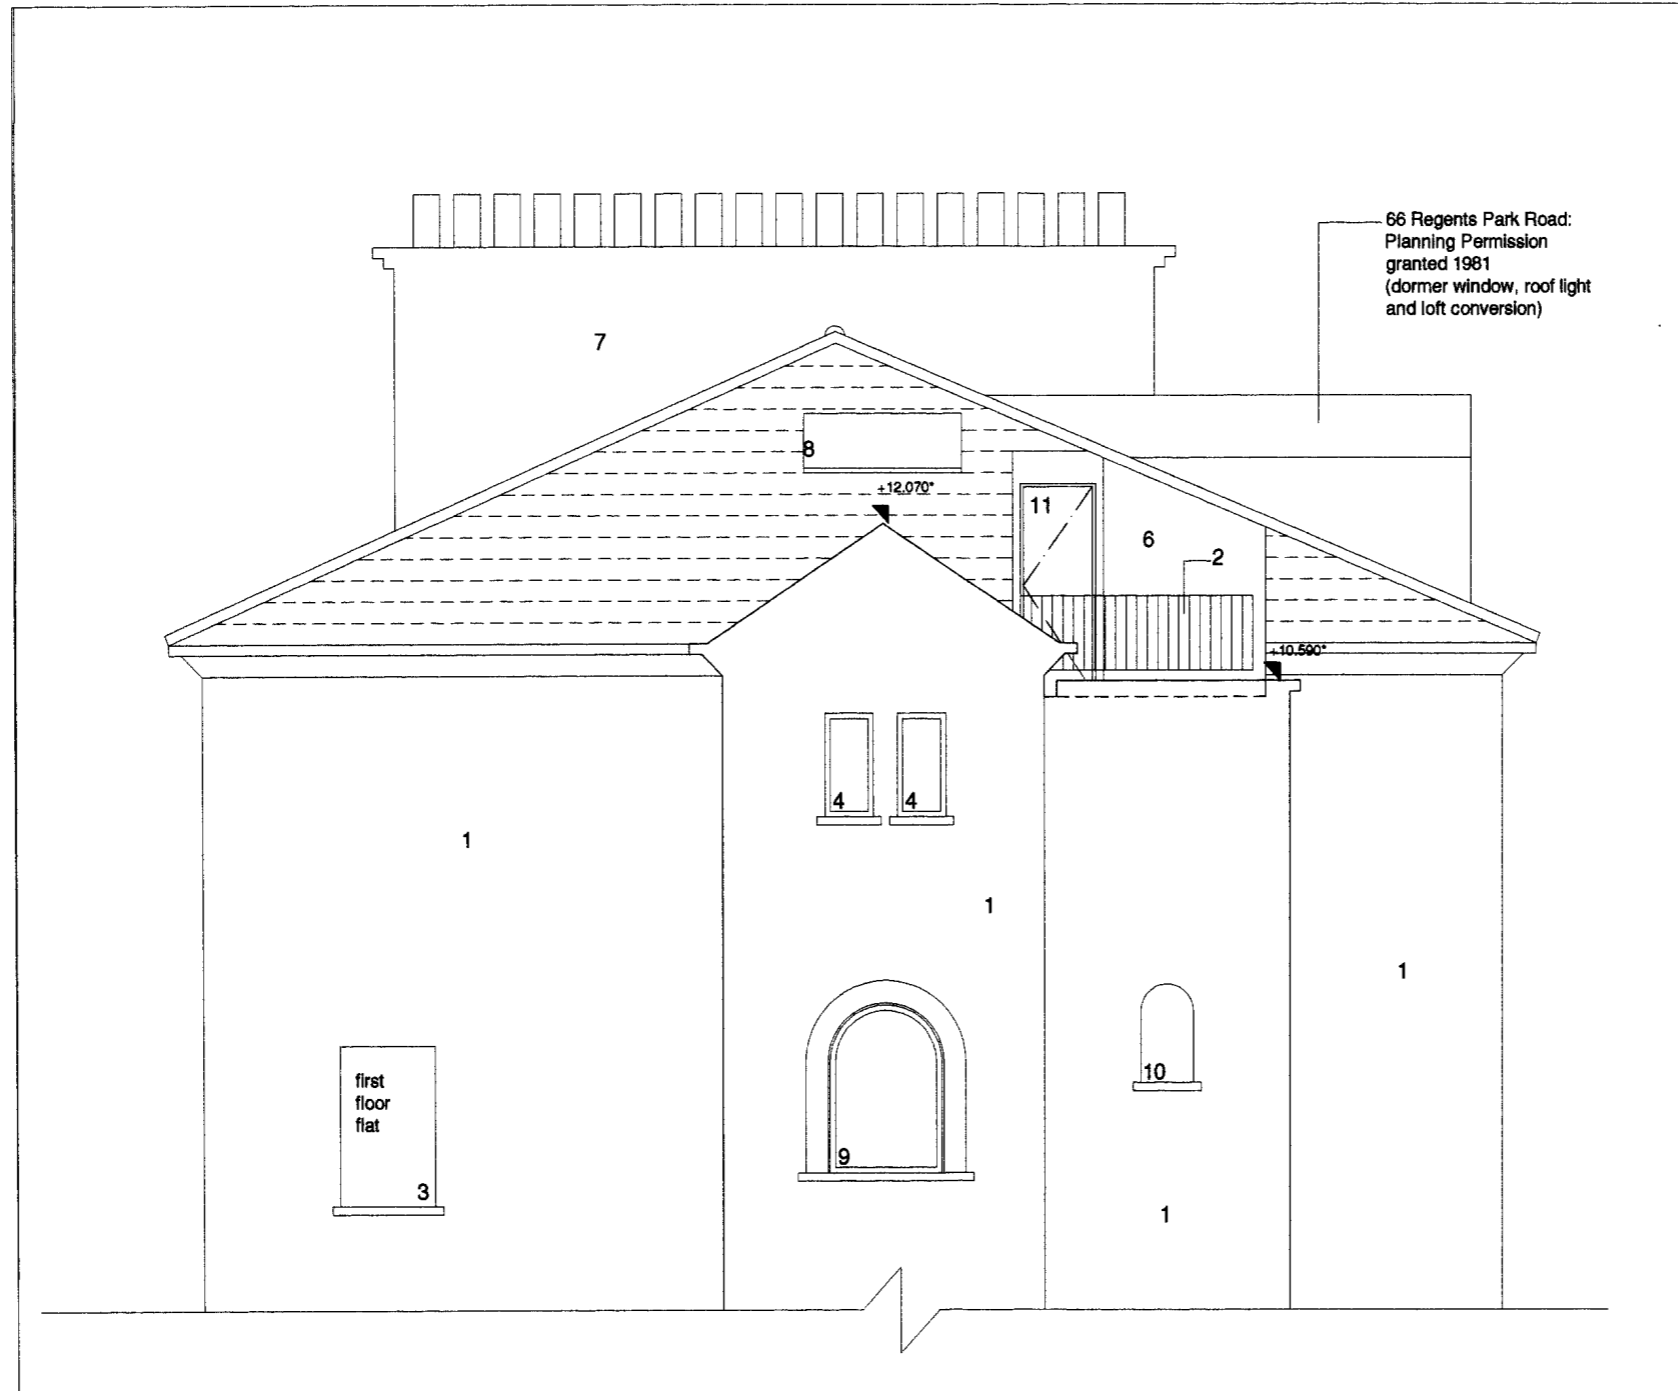 66 Regents Park Road:
Planning Permission
granted 1981
(dormer window, roof light
and loft conversion)
7
8
+12.070*
11
6
2
+10.590*
4 4
1
1
1
first
floor
flat
10
9
3
1